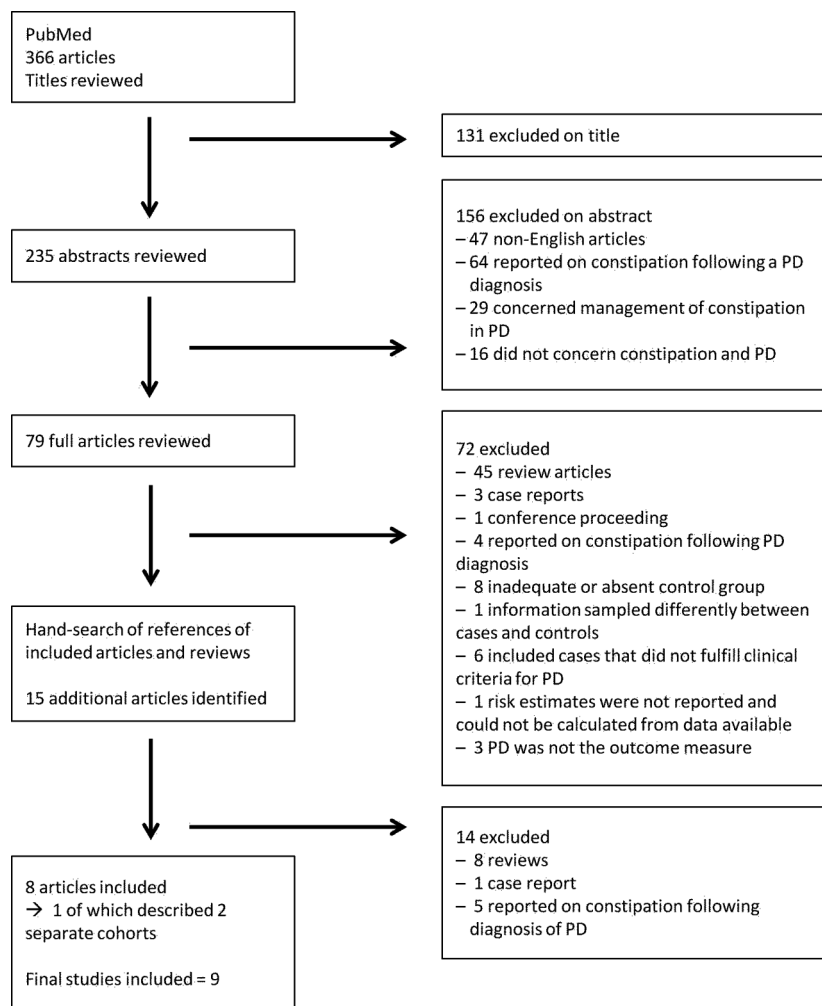 PubMed
366 articles
Titles reviewed
131 excluded on title
235 abstracts reviewed
156 excluded on abstract
– 47 non-English articles
– 64 reported on constipation following a PD
diagnosis
– 29 concerned management of constipation
in PD
– 16 did not concern constipation and PD
79 full articles reviewed
72 excluded
– 45 review articles
– 3 case reports
– 1 conference proceeding
– 4 reported on constipation following PD
diagnosis
– 8 inadequate or absent control group
– 1 information sampled differently between
cases and controls
– 6 included cases that did not fulfill clinical
criteria for PD
– 1 risk estimates were not reported and
could not be calculated from data available
– 3 PD was not the outcome measure
Hand-search of references of
included articles and reviews
15 additional articles identified
14 excluded
– 8 reviews
– 1 case report
– 5 reported on constipation following
diagnosis of PD
8 articles included
→ 1 of which described 2
separate cohorts
Final studies included = 9